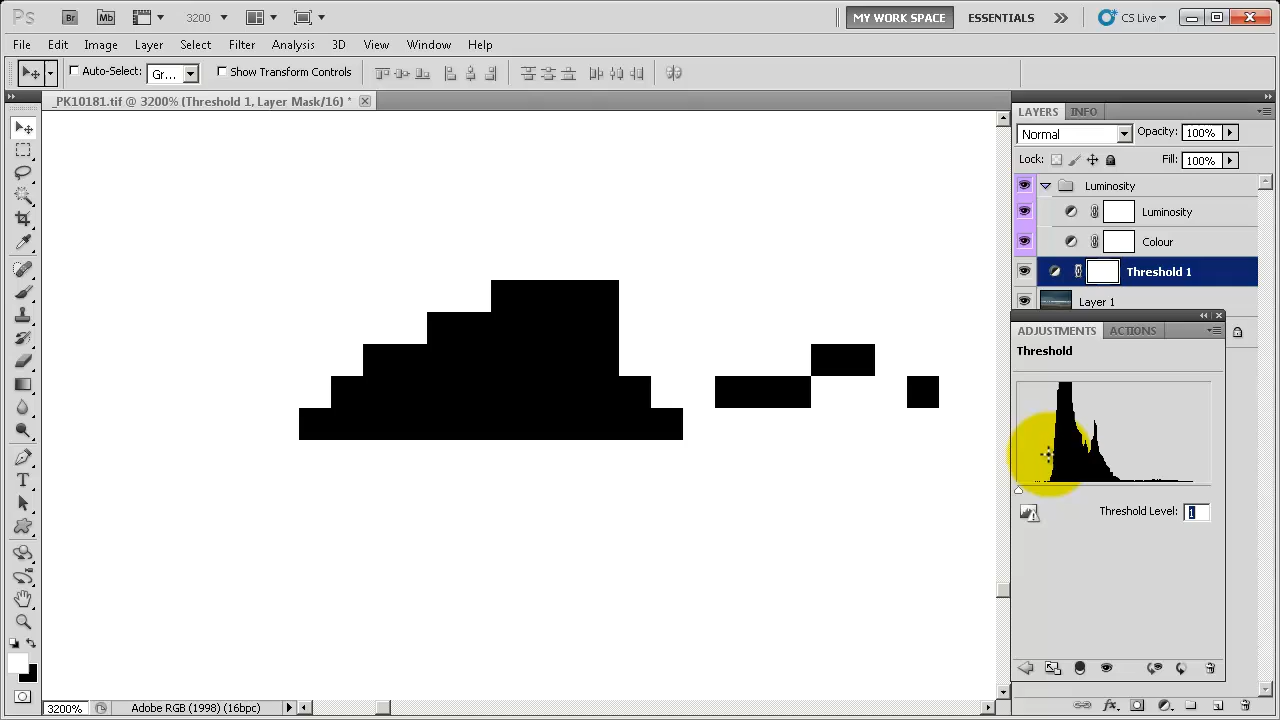 Ps Br Mb 3200 MY WORK SPACE ESSENTIALS CS Live
File Edit Image Layer Select Filter Analysis 3D View Window Help
Auto-Select: Gr... Show Transform Controls
_PK10181.tif @ 3200% (Threshold 1, Layer Mask/16) *
LAYERS INFO
Normal Opacity: 100%
Lock: Fill: 100%
Luminosity
Luminosity
Colour
Threshold 1
Layer 1
ADJUSTMENTS ACTIONS
Threshold
Threshold Level: 1
3200% Adobe RGB (1998) (16bpc)